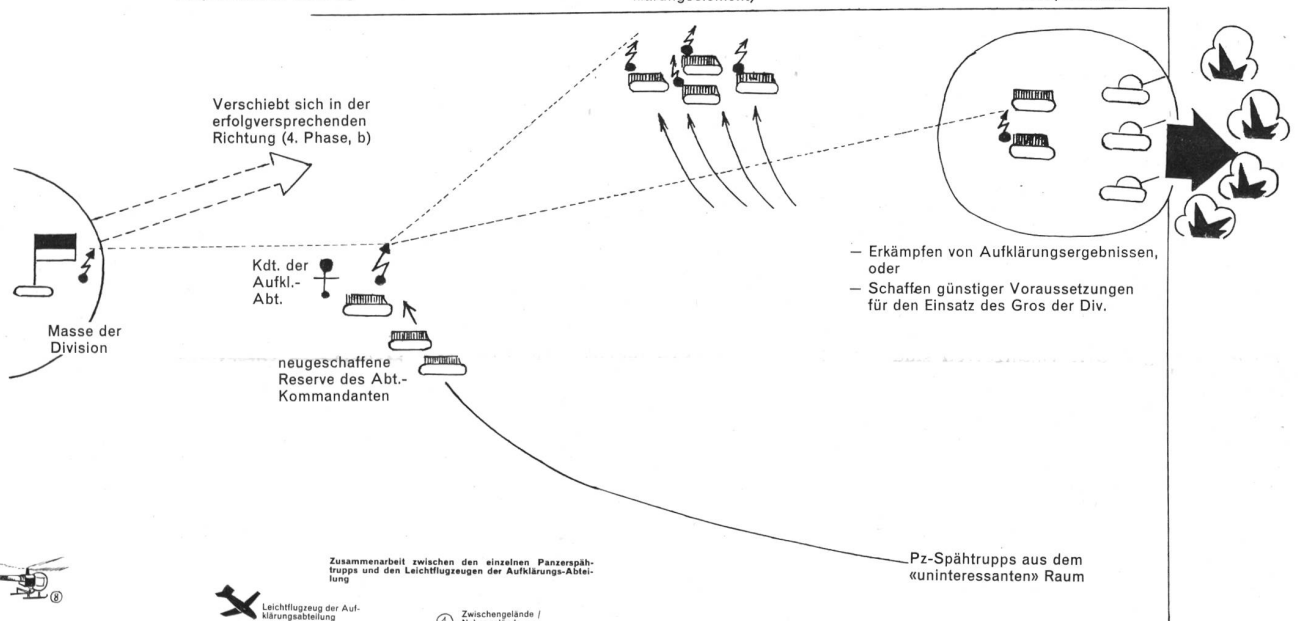 Verschiebt sich in der
erfolgversprechenden
Richtung (4. Phase, b)
Kdt. der
Aufkl.-
Abt.
Masse der
Division
neugeschaffene
Reserve des Abt.-
Kommandanten
— Erkämpfen von Aufklärungsergebnissen,
oder
— Schaffen günstiger Voraussetzungen
für den Einsatz des Gros der Div.
Pz-Spähtrupps aus dem
«uninteressanten» Raum
Zusammenarbeit zwischen den einzelnen Panzerspäh-
trupps und den Leichtflugzeugen der Aufklärungs-Abtei-
lung
8
Leichtflugzeug der Auf-
klärungsabteilung
Zwischengelände /